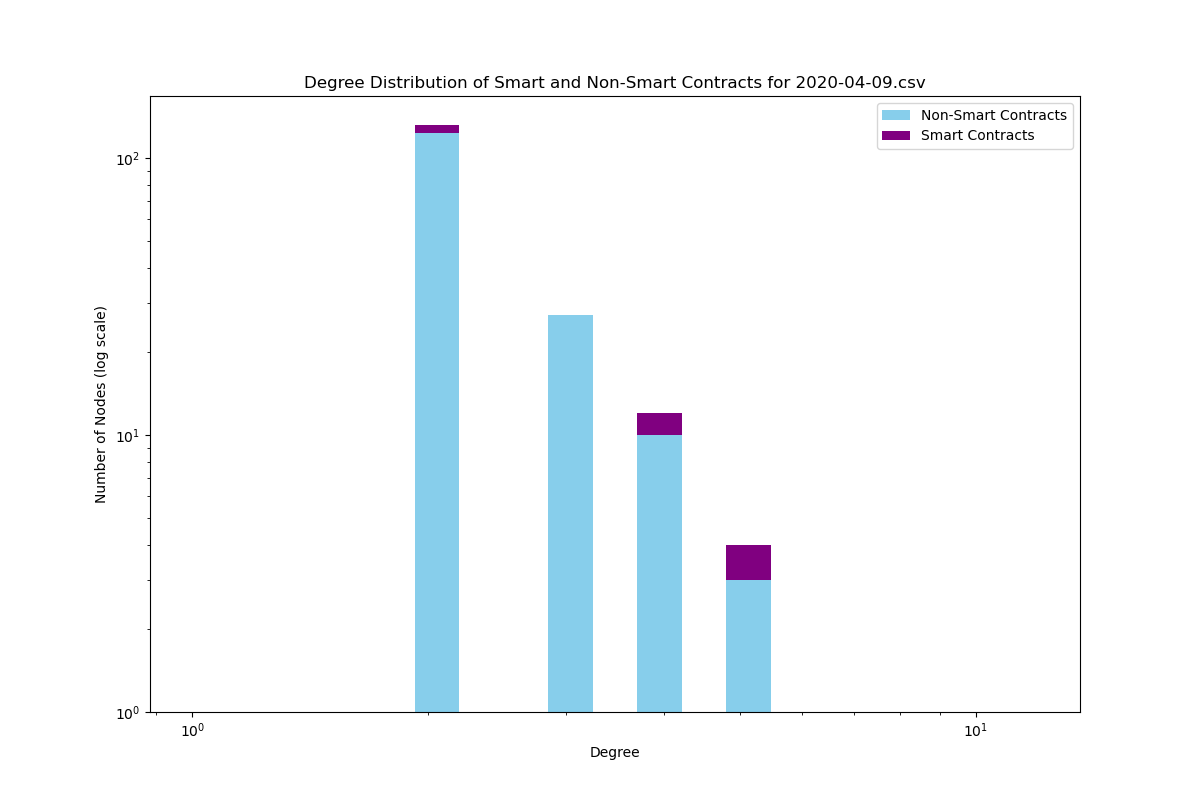 Degree Distribution of Smart and Non-Smart Contracts for 2020-04-09.csv
Non-Smart Contracts
Smart Contracts
10²
10¹
10⁰
Number of Nodes (log scale)
10⁰ 10¹
Degree